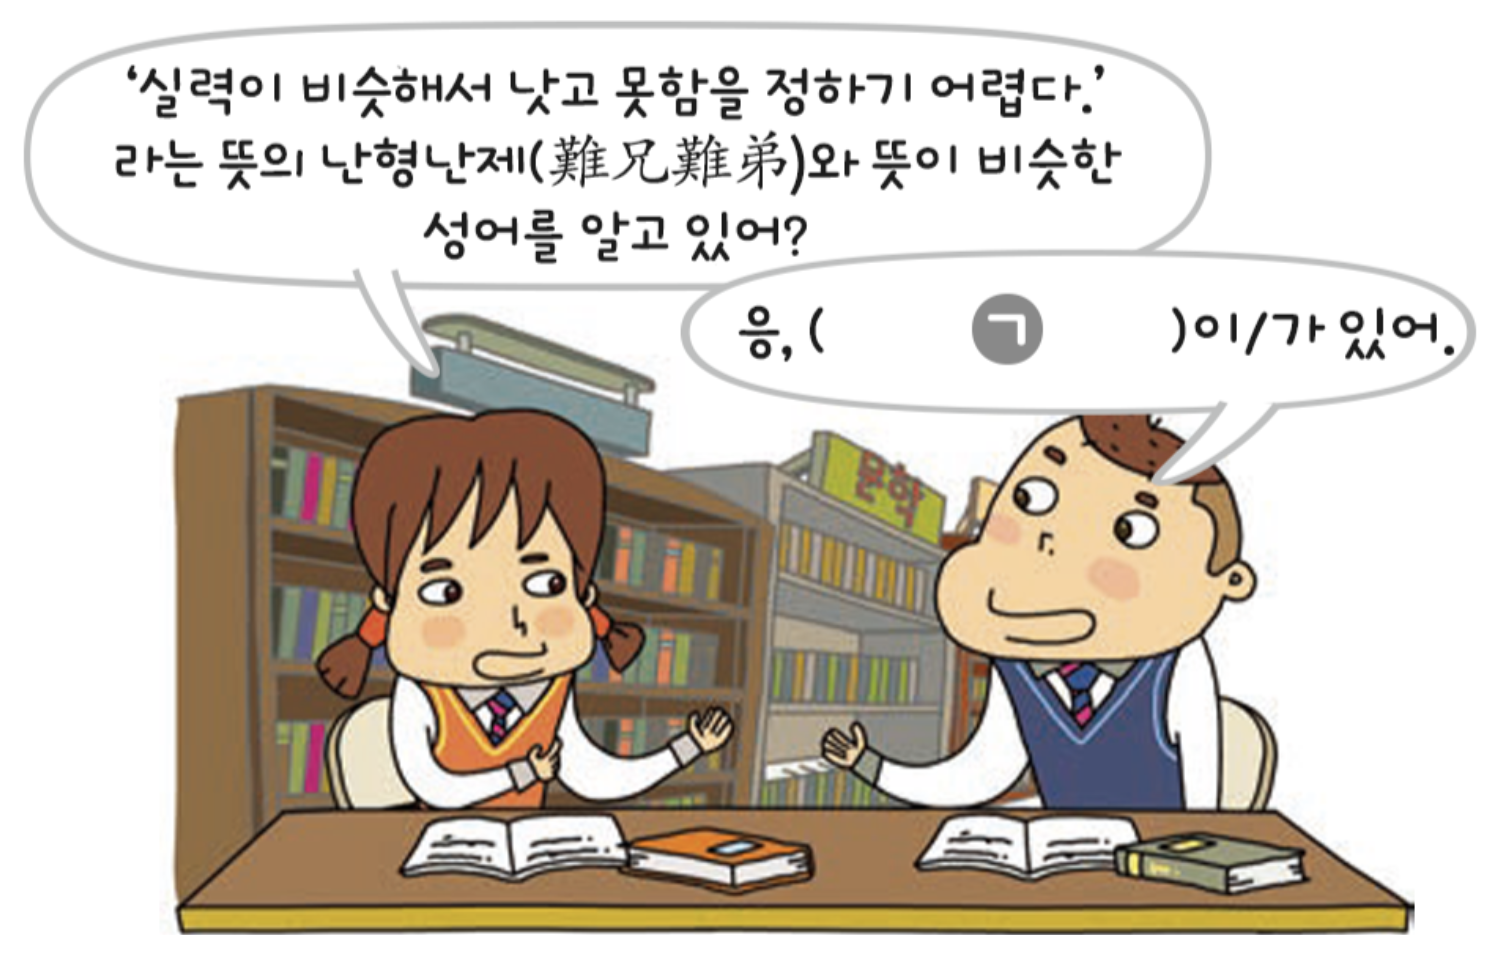 ‘실력이 비슷해서 낫고 못함을 정하기 어렵다.’
라는 뜻의 난형난제(難兄難弟)와 뜻이 비슷한
성어를 알고 있어?
응, ( ㄱ )이/가 있어.
문학